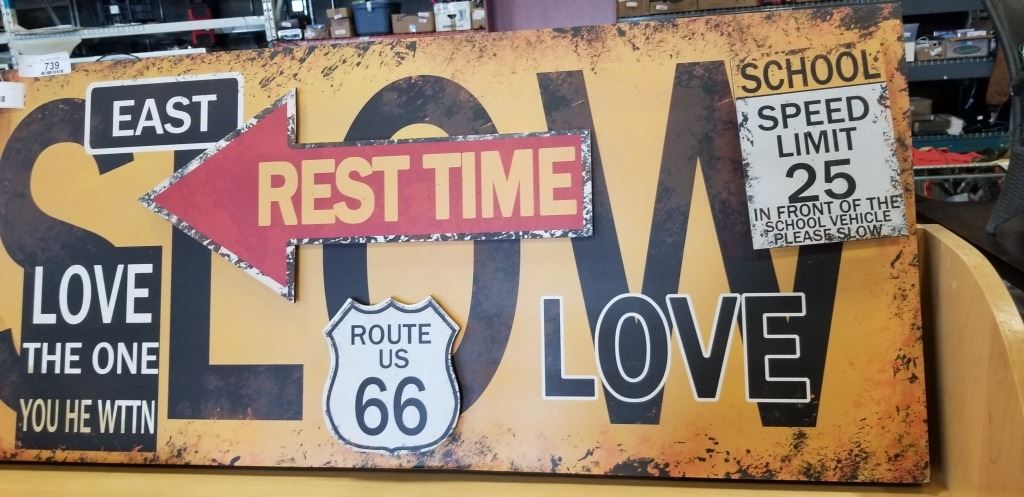 739
SLOW
EAST
REST TIME
SCHOOL
SPEED
LIMIT
25
IN FRONT OF THE
SCHOOL VEHICLE
PLEASE SLOW
LOVE
THE ONE
YOU HE WTTN
ROUTE
US
66
LOVE